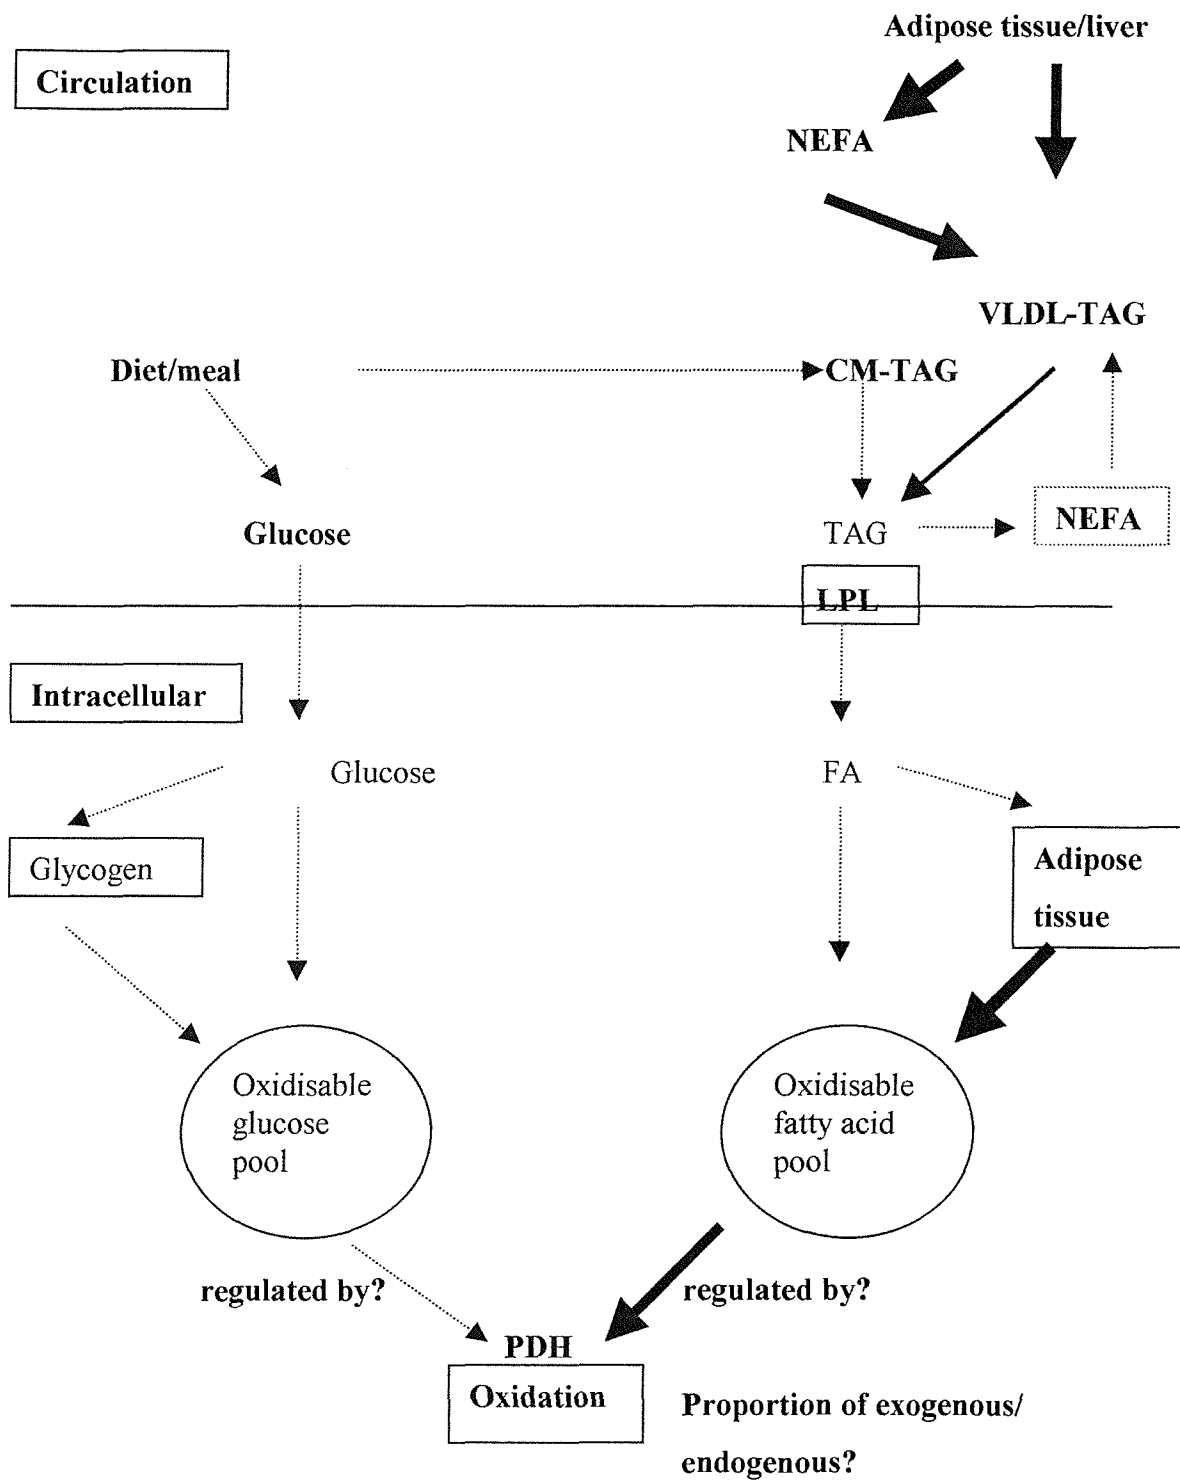 Adipose tissue/liver
Circulation
NEFA
VLDL-TAG
Diet/meal
CM-TAG
Glucose
TAG
NEFA
LPL
Intracellular
Glucose
FA
Glycogen
Adipose
tissue
Oxidisable
glucose
pool
Oxidisable
fatty acid
pool
regulated by?
regulated by?
PDH
Oxidation
Proportion of exogenous/
endogenous?